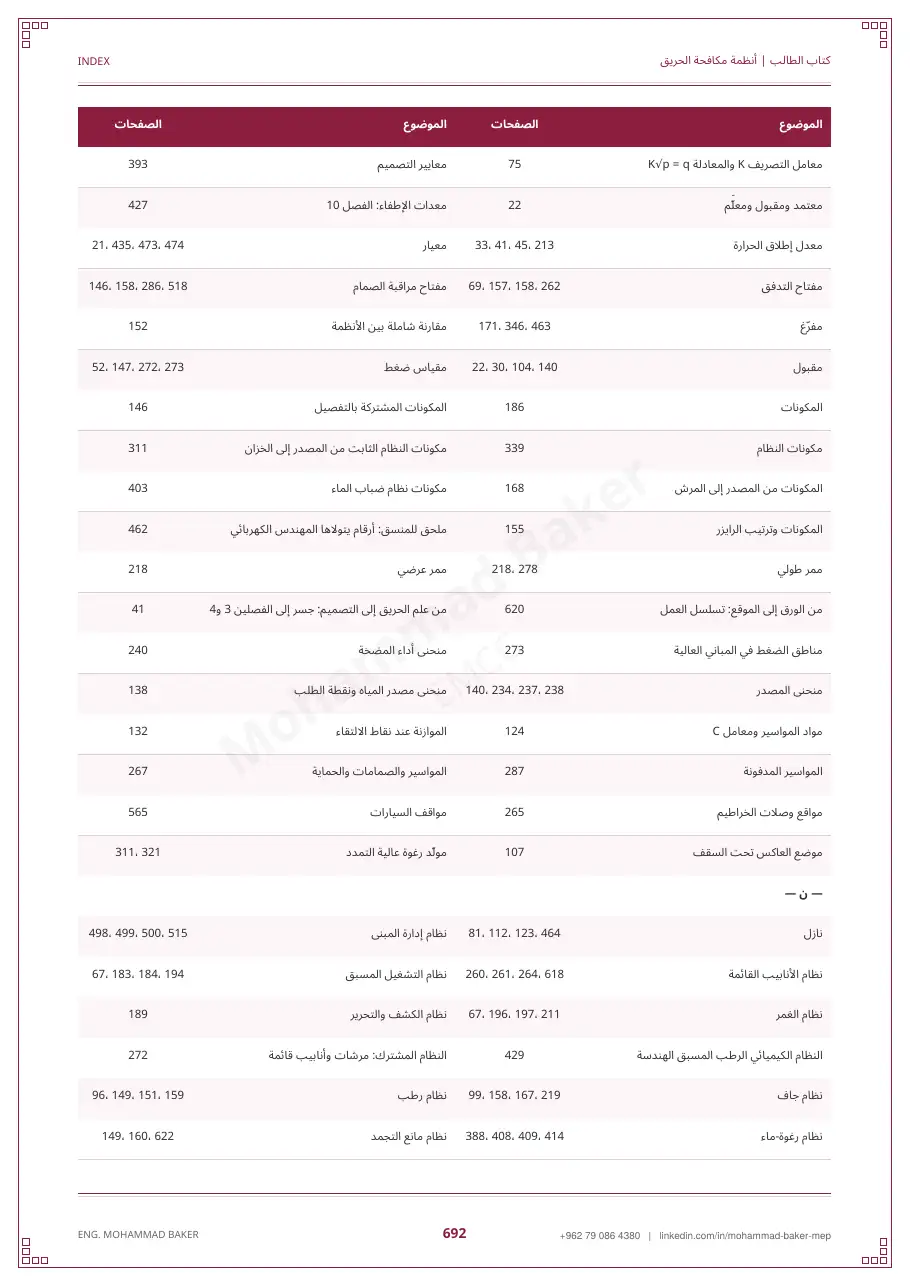 كتاب الطالب | أنظمة مكافحة الحريق INDEX
الموضوع الصفحات الموضوع الصفحات
معامل التصريف K والمعادلة K√p = q 75 معايير التصميم 393
معتمد ومقبول ومعلَّم 22 معدات الإطفاء: الفصل 10 427
معدل إطلاق الحرارة 33، 41، 45، 213 معيار 21، 435، 473، 474
مفتاح التدفق 69، 157، 158، 262 مفتاح مراقبة الصمام 146، 158، 286، 518
مفرّغ 171، 346، 463 مقارنة شاملة بين الأنظمة 152
مقبول 22، 30، 104، 140 مقياس ضغط 52، 147، 272، 273
المكونات 186 المكونات المشتركة بالتفصيل 146
مكونات النظام 339 مكونات النظام الثابت من المصدر إلى الخزان 311
المكونات من المصدر إلى المرش 168 مكونات نظام ضباب الماء 403
المكونات وترتيب الرايزر 155 ملحق للمنسق: أرقام يتولاها المهندس الكهربائي 462
ممر طولي 218، 278 ممر عرضي 218
من الورق إلى الموقع: تسلسل العمل 620 من علم الحريق إلى التصميم: جسر إلى الفصلين 3 و4 41
مناطق الضغط في المباني العالية 273 منحنى أداء المضخة 240
منحنى المصدر 140، 234، 237، 238 منحنى مصدر المياه ونقطة الطلب 138
مواد المواسير ومعامل C 124 الموازنة عند نقاط الالتقاء 132
المواسير المدفونة 287 المواسير والصمامات والحماية 267
مواقع وصلات الخراطيم 265 مواقف السيارات 565
موضع العاكس تحت السقف 107 مولّد رغوة عالية التمدد 311، 321
— ن —
نازل 81، 112، 123، 464 نظام إدارة المبنى 498، 499، 500، 515
نظام الأنابيب القائمة 260، 261، 264، 618 نظام التشغيل المسبق 67، 183، 184، 194
نظام الغمر 67، 196، 197، 211 نظام الكشف والتحرير 189
النظام الكيميائي الرطب المسبق الهندسة 429 النظام المشترك: مرشات وأنابيب قائمة 272
نظام جاف 99، 158، 167، 219 نظام رطب 96، 149، 151، 159
نظام رغوة-ماء 388، 408، 409، 414 نظام مانع التجمد 149، 160، 622
Mohammad Baker
EMCC
ENG. MOHAMMAD BAKER 692 +962 79 086 4380 | linkedin.com/in/mohammad-baker-mep